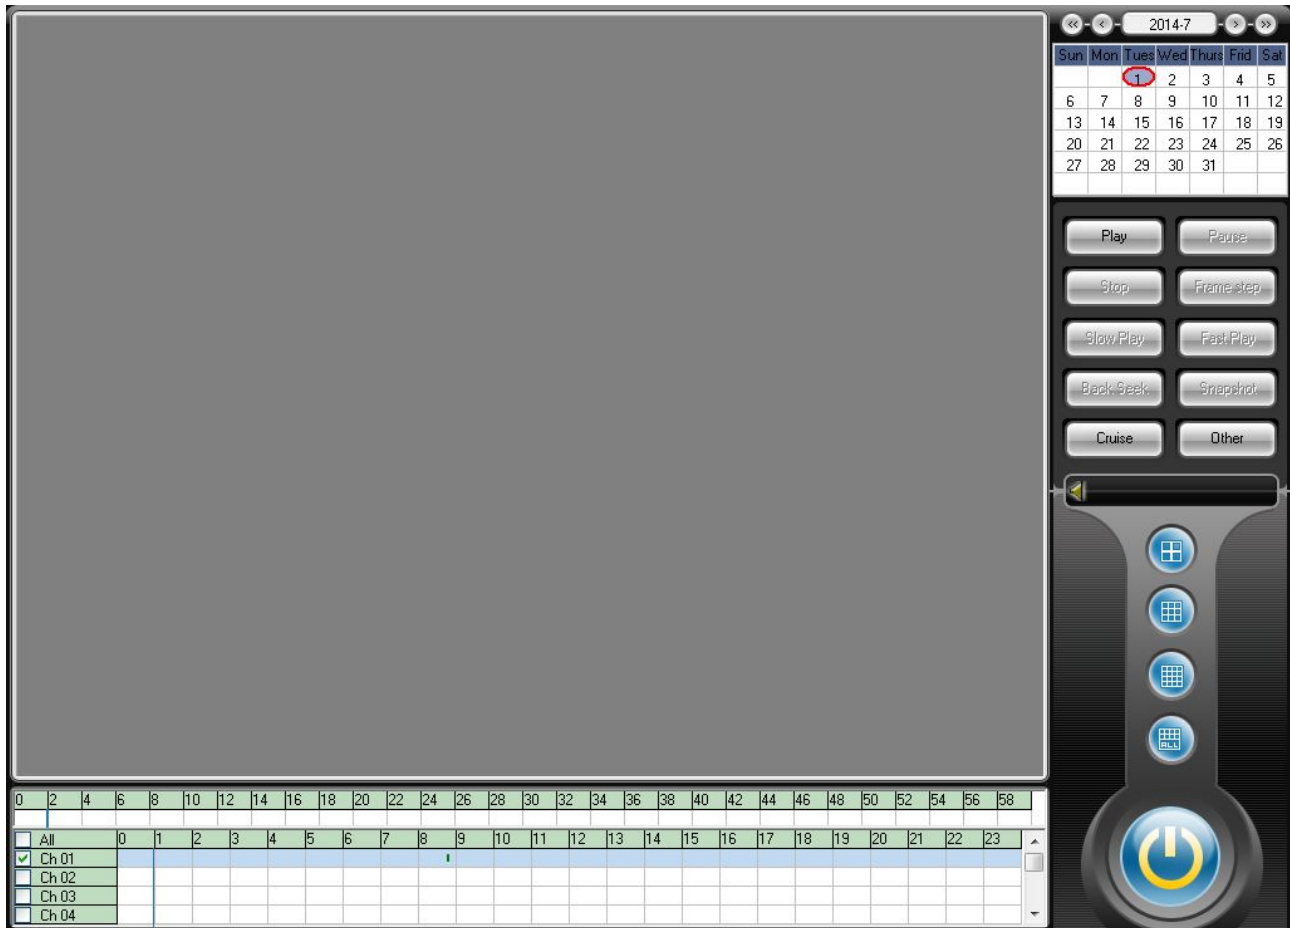 << < 2014-7 > >>
Sun Mon Tues Wed Thurs Frid Sat
1 2 3 4 5
6 7 8 9 10 11 12
13 14 15 16 17 18 19
20 21 22 23 24 25 26
27 28 29 30 31
Play Pause
Stop Frame step
Slow Play Fast Play
Back Seek Snapshot
Cruise Other
ALL
0 2 4 6 8 10 12 14 16 18 20 22 24 26 28 30 32 34 36 38 40 42 44 46 48 50 52 54 56 58
All 0 1 2 3 4 5 6 7 8 9 10 11 12 13 14 15 16 17 18 19 20 21 22 23
Ch 01
Ch 02
Ch 03
Ch 04